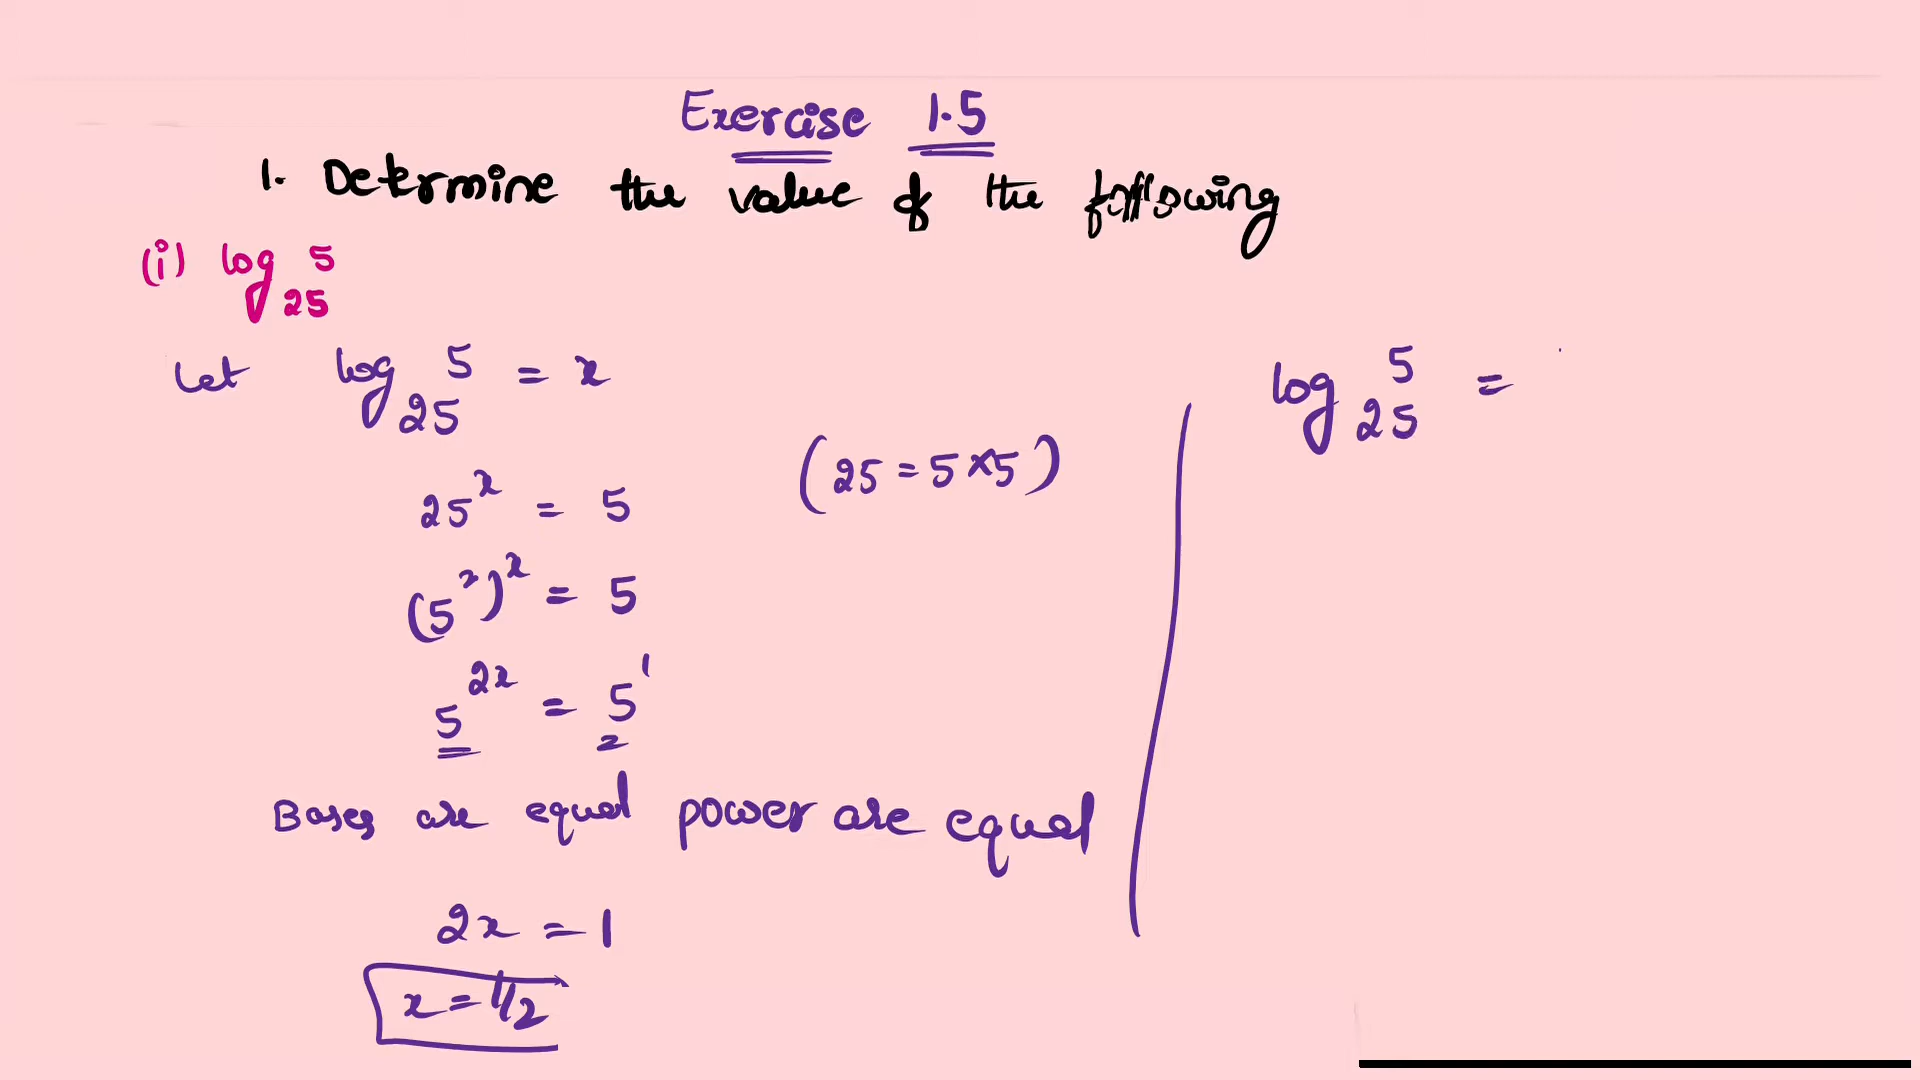 Exercise 1.5
1. Determine the value of the following
(i) log₂₅ 5
Let log₂₅ 5 = x
25ˣ = 5 (25 = 5 × 5)
(5²)ˣ = 5
5²ˣ = 5¹
Bases are equal power are equal
2x = 1
x = 1/2
log₂₅ 5 =